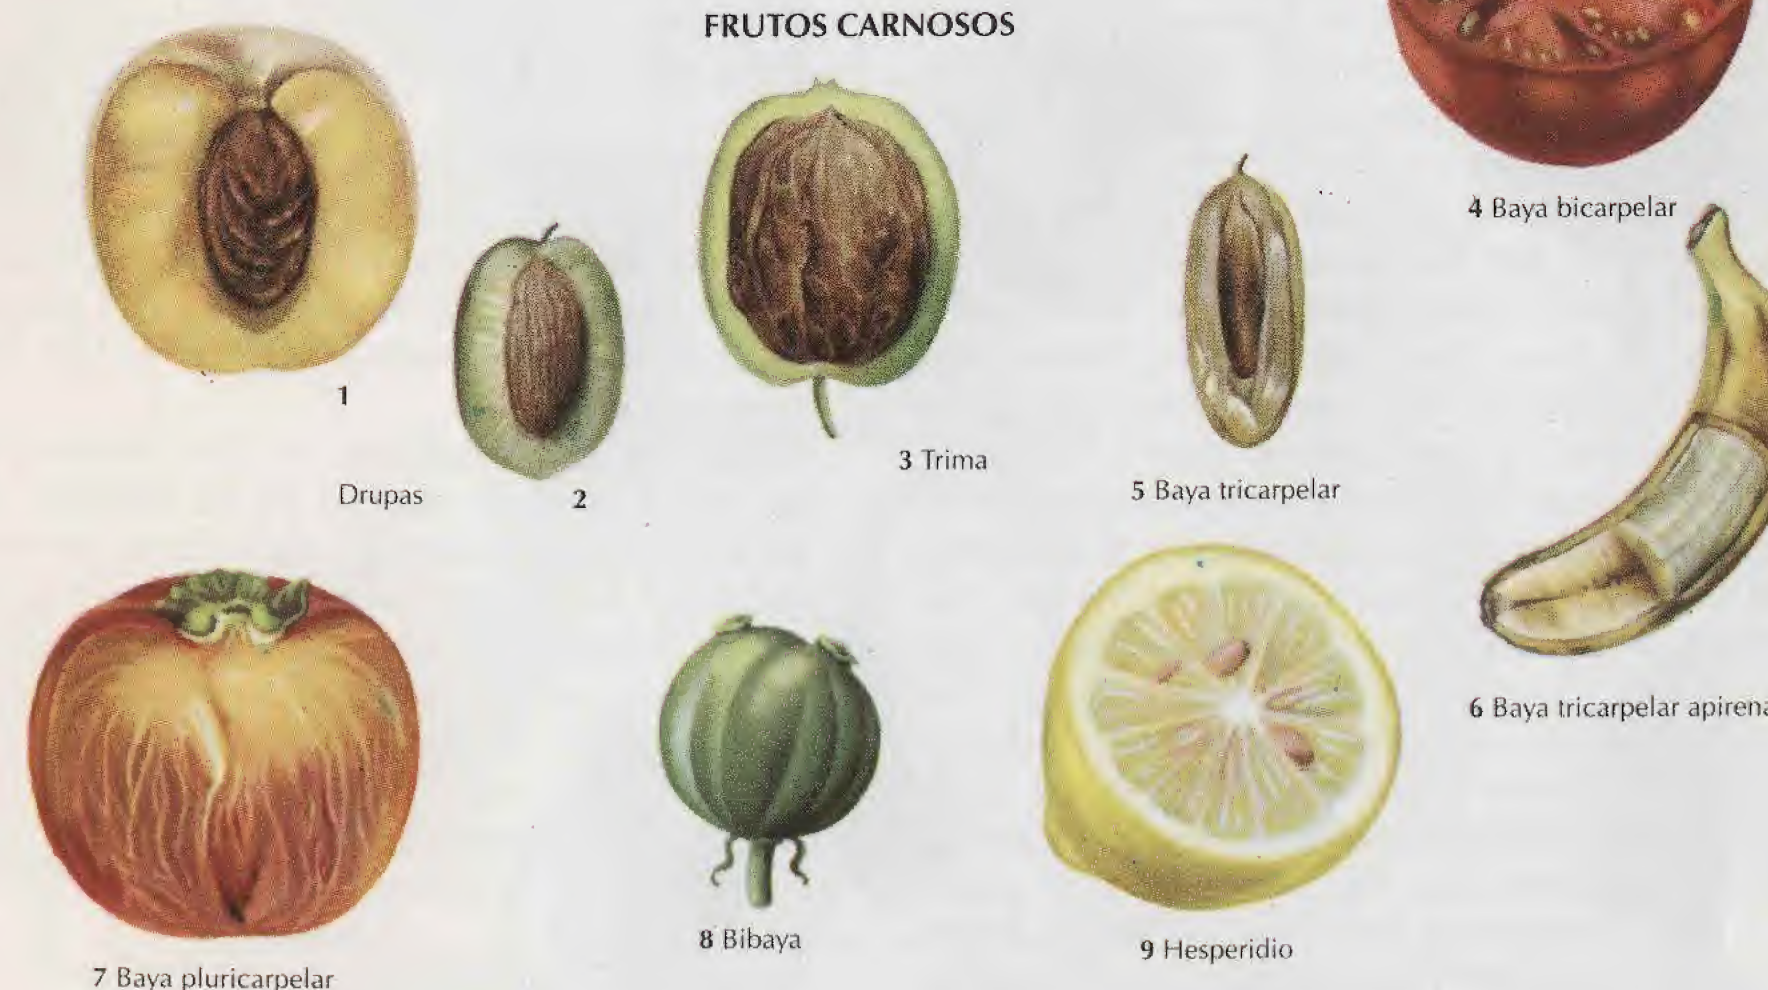 FRUTOS CARNOSOS
4 Baya bicarpelar
1
3 Trima
5 Baya tricarpelar
Drupas
2
6 Baya tricarpelar apirena
8 Bibaya
9 Hesperidio
7 Baya pluricarpelar